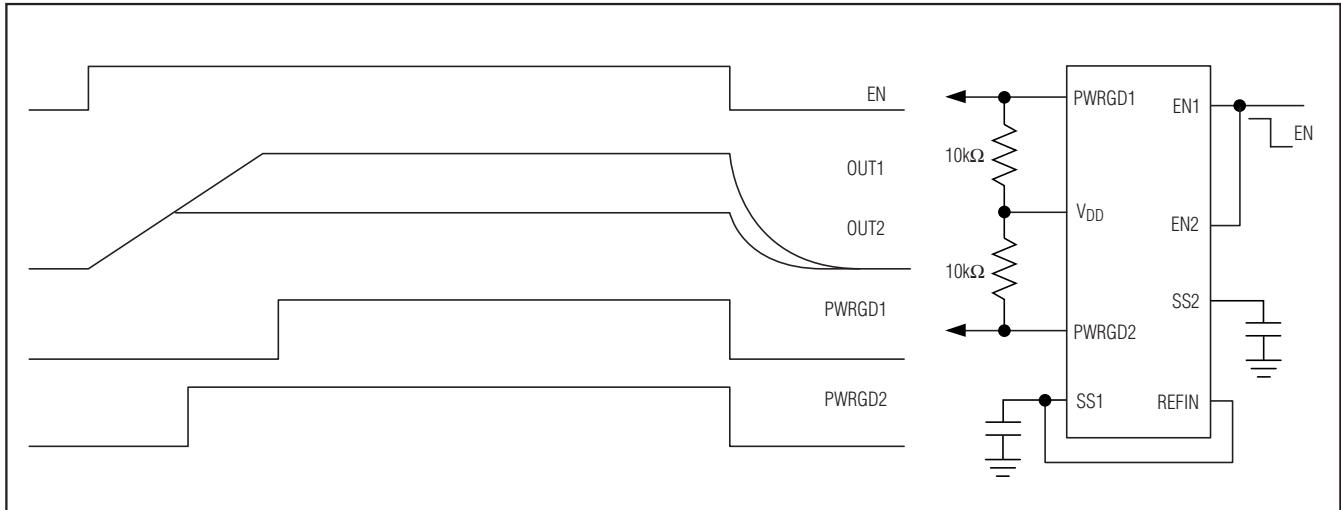 EN
OUT1
OUT2
PWRGD1
PWRGD2
PWRGD1
EN1
EN
10kΩ
VDD
EN2
10kΩ
SS2
PWRGD2
SS1
REFIN